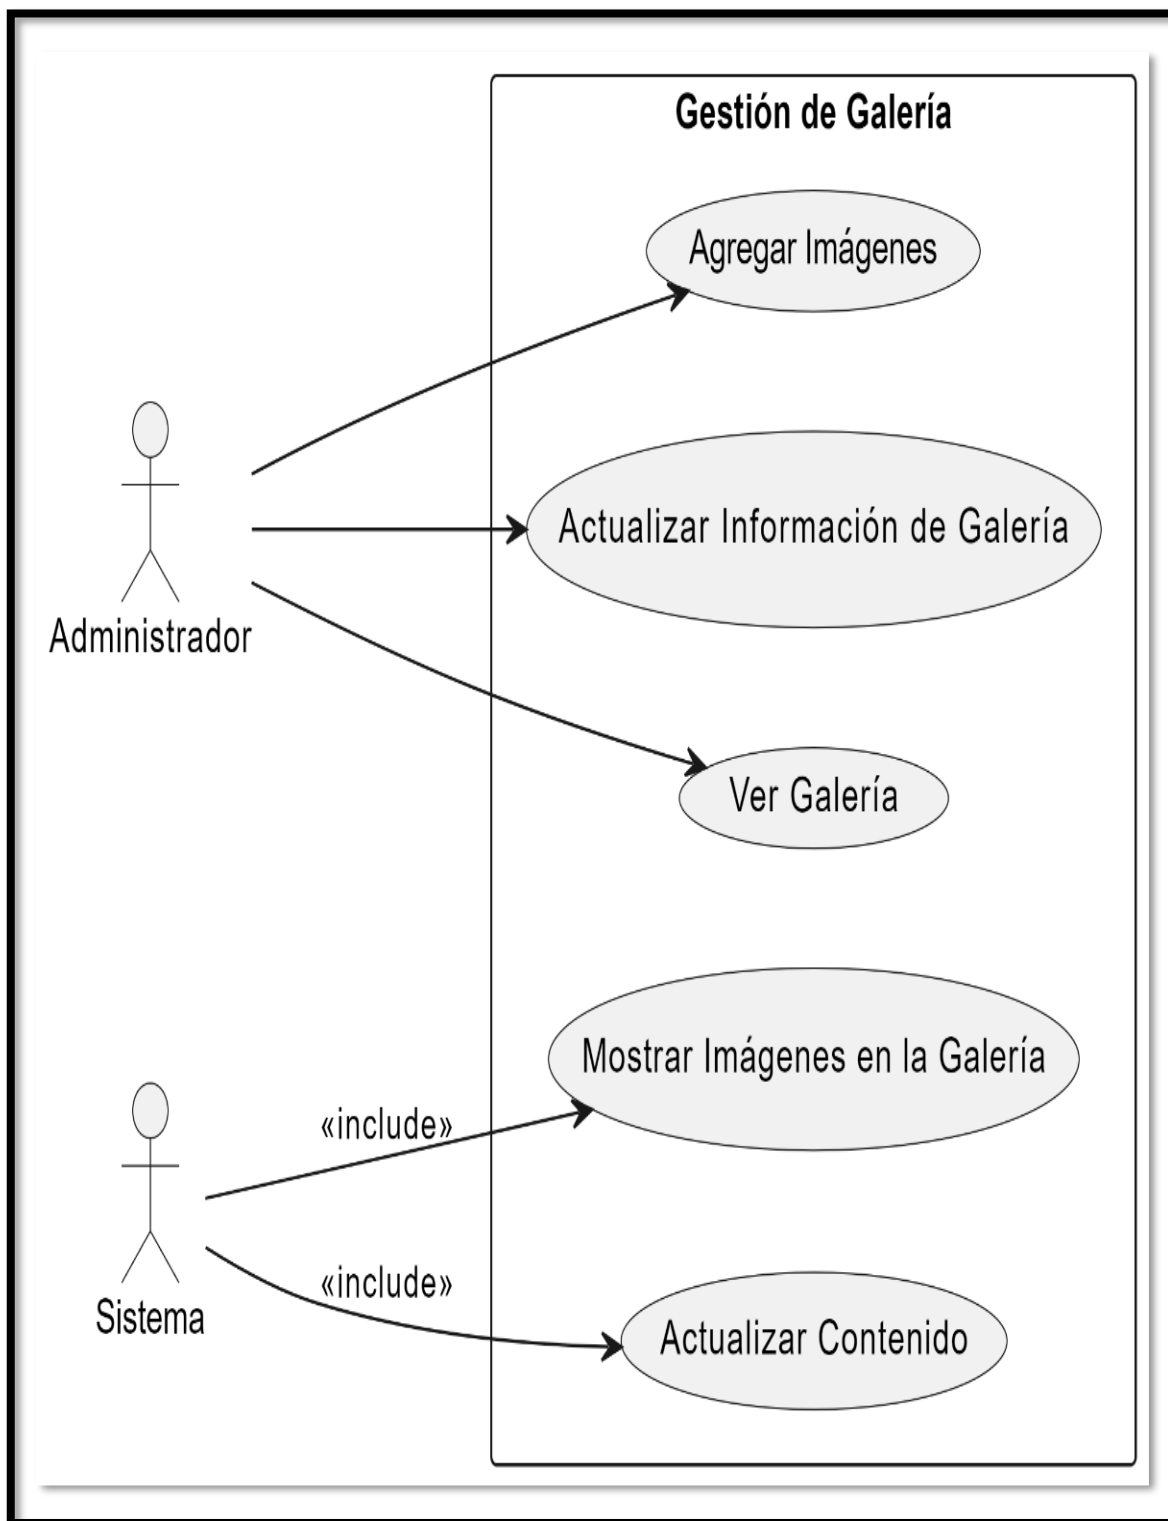 Gestión de Galería
Agregar Imágenes
Actualizar Información de Galería
Administrador
Ver Galería
Mostrar Imágenes en la Galería
«include»
«include»
Sistema
Actualizar Contenido